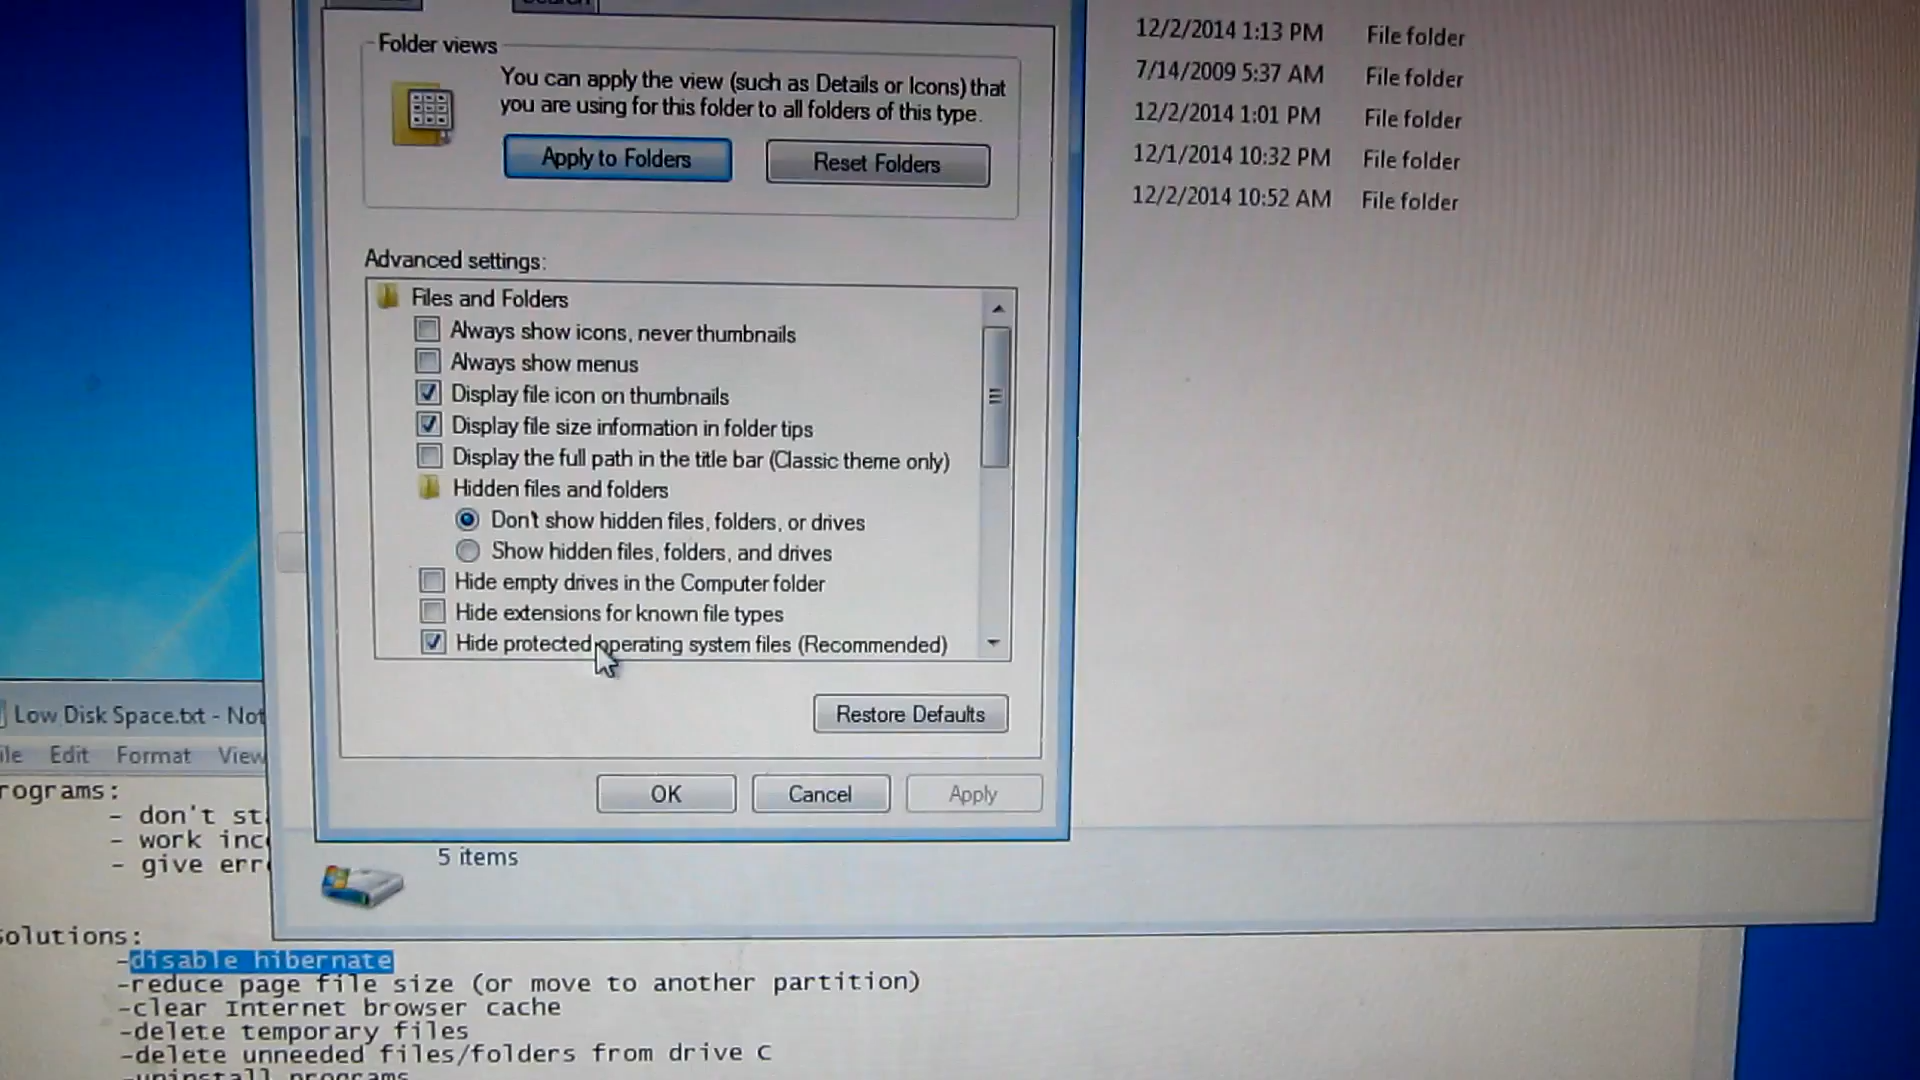 Folder views
You can apply the view (such as Details or Icons) that
you are using for this folder to all folders of this type.
Apply to Folders
Reset Folders
Advanced settings:
Files and Folders
Always show icons, never thumbnails
Always show menus
Display file icon on thumbnails
Display file size information in folder tips
Display the full path in the title bar (Classic theme only)
Hidden files and folders
Don't show hidden files, folders, or drives
Show hidden files, folders, and drives
Hide empty drives in the Computer folder
Hide extensions for known file types
Hide protected operating system files (Recommended)
Restore Defaults
OK
Cancel
Apply
12/2/2014 1:13 PM File folder
7/14/2009 5:37 AM File folder
12/2/2014 1:01 PM File folder
12/1/2014 10:32 PM File folder
12/2/2014 10:52 AM File folder
5 items
Low Disk Space.txt - Not
ile Edit Format View
rograms:
- don't st
- work inc
- give err
Solutions:
-disable hibernate
-reduce page file size (or move to another partition)
-clear Internet browser cache
-delete temporary files
-delete unneeded files/folders from drive C
-uninstall programs